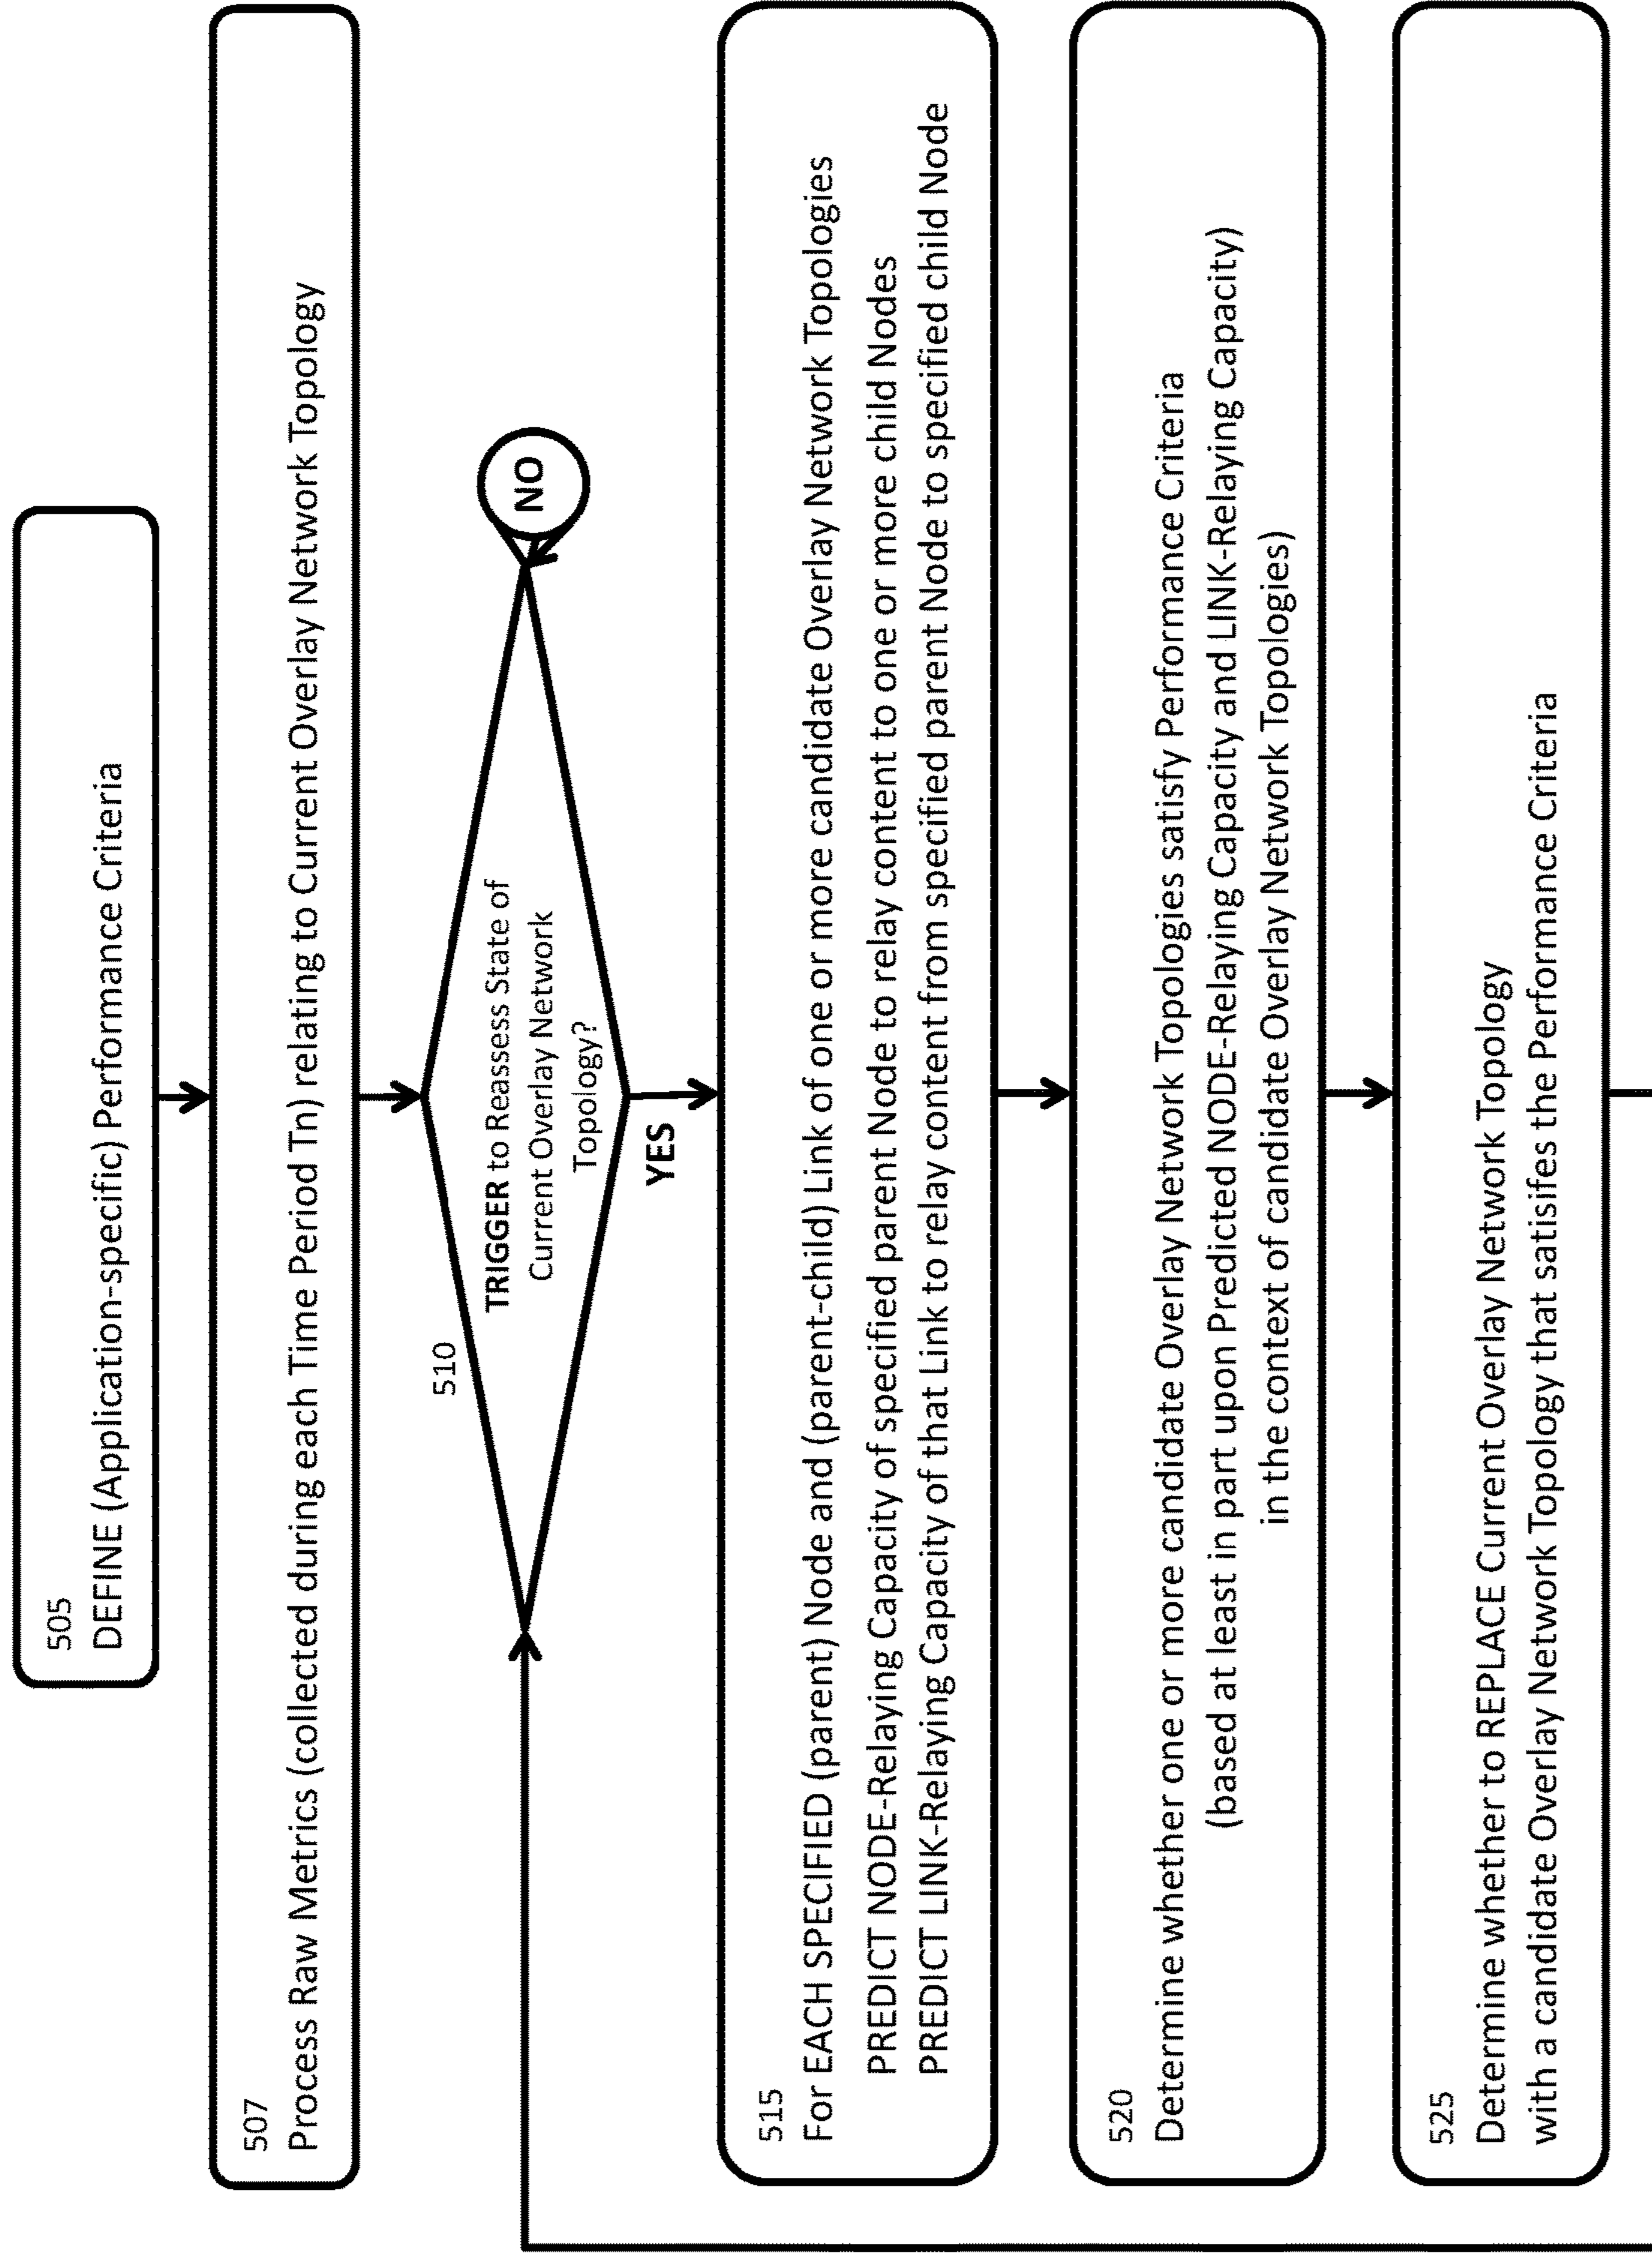 505
DEFINE (Application-specific) Performance Criteria
507
Process Raw Metrics (collected during each Time Period Tn) relating to Current Overlay Network Topology
510
TRIGGER to Reassess State of
Current Overlay Network
Topology?
NO
YES
515
For EACH SPECIFIED (parent) Node and (parent-child) Link of one or more candidate Overlay Network Topologies
PREDICT NODE-Relaying Capacity of specified parent Node to relay content to one or more child Nodes
PREDICT LINK-Relaying Capacity of that Link to relay content from specified parent Node to specified child Node
520
Determine whether one or more candidate Overlay Network Topologies satisfy Performance Criteria
(based at least in part upon Predicted NODE-Relaying Capacity and LINK-Relaying Capacity)
in the context of candidate Overlay Network Topologies)
525
Determine whether to REPLACE Current Overlay Network Topology
with a candidate Overlay Network Topology that satisifes the Performance Criteria